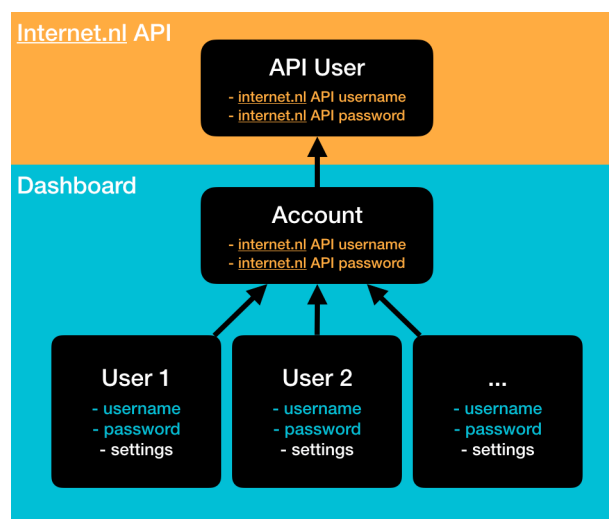 Internet.nl API
API User
- internet.nl API username
- internet.nl API password
Dashboard
Account
- internet.nl API username
- internet.nl API password
User 1
- username
- password
- settings
User 2
- username
- password
- settings
...
- username
- password
- settings